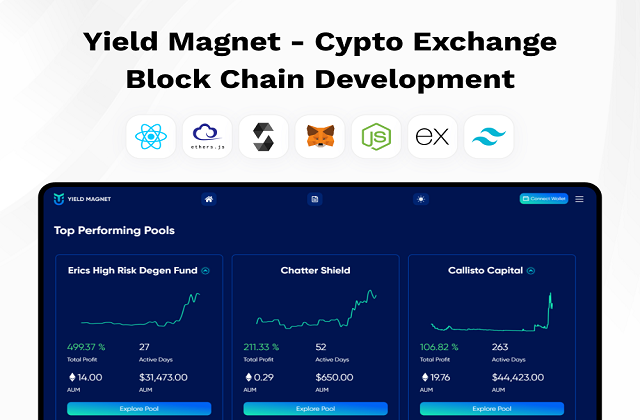 Yield Magnet - Cypto Exchange
Block Chain Development
ethers.js
JS
ex
YIELD MAGNET
Connect Wallet
Top Performing Pools
Erics High Risk Degen Fund
Chatter Shield
Callisto Capital
499.37 %
27
211.33 %
52
106.82 %
263
Total Profit
Active Days
Total Profit
Active Days
Total Profit
Active Days
14.00
$31,473.00
0.29
$650.00
19.76
$44,423.00
AUM
AUM
AUM
AUM
AUM
AUM
Explore Pool
Explore Pool
Explore Pool